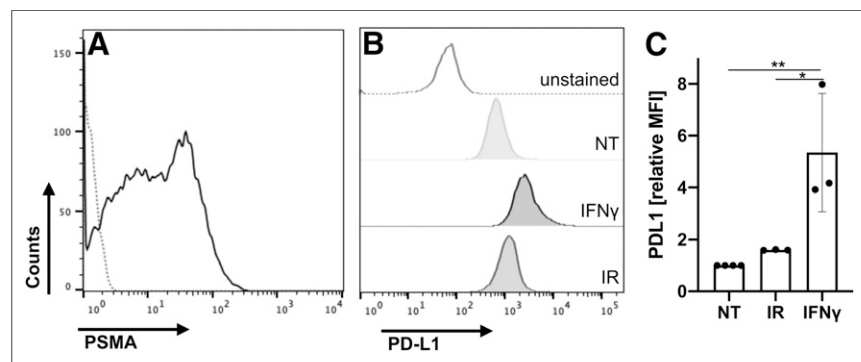 A
150
100
50
0
Counts
10^0
10^1
10^2
10^3
10^4
PSMA
B
unstained
NT
IFNγ
IR
10^0
10^1
10^2
10^3
10^4
10^5
PD-L1
C
**
*
8
6
4
2
0
PDL1 [relative MFI]
NT IR IFNγ